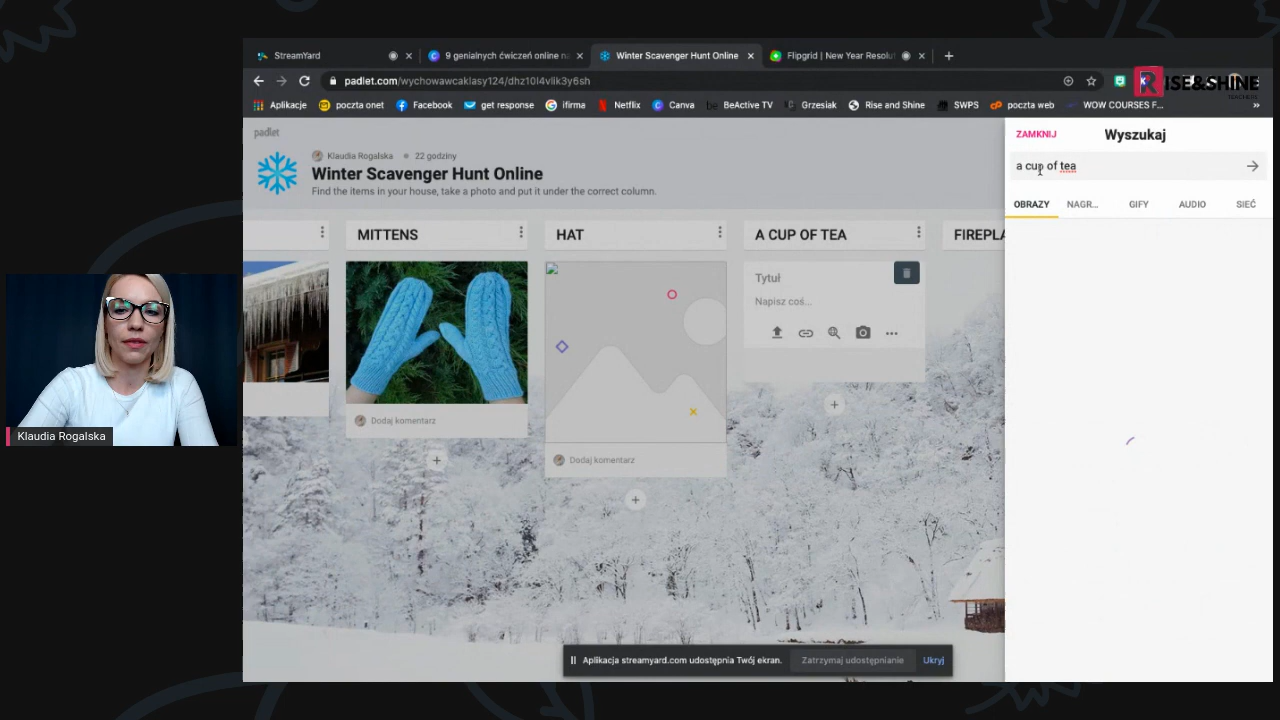 StreamYard
9 genialnych ćwiczeń online na
Winter Scavenger Hunt Online
Flipgrid | New Year Resolut
padlet.com/wychowawcaklasy124/dhz10l4vlik3y6sh
RISE&SHINE
Aplikacje
poczta onet
Facebook
get response
ifirma
Netflix
Canva
BeActive TV
Grzesiak
Rise and Shine
SWPS
poczta web
WOW COURSES F...
padlet
Klaudia Rogalska
22 godziny
Winter Scavenger Hunt Online
Find the items in your house, take a photo and put it under the correct column.
ZAMKNIJ
Wyszukaj
a cup of tea
OBRAZY
NAGR...
GIFY
AUDIO
SIEĆ
MITTENS
HAT
A CUP OF TEA
FIREPLA
Tytuł
Napisz coś...
Dodaj komentarz
Dodaj komentarz
Klaudia Rogalska
Aplikacja streamyard.com udostępnia Twój ekran.
Zatrzymaj udostępnianie
Ukryj